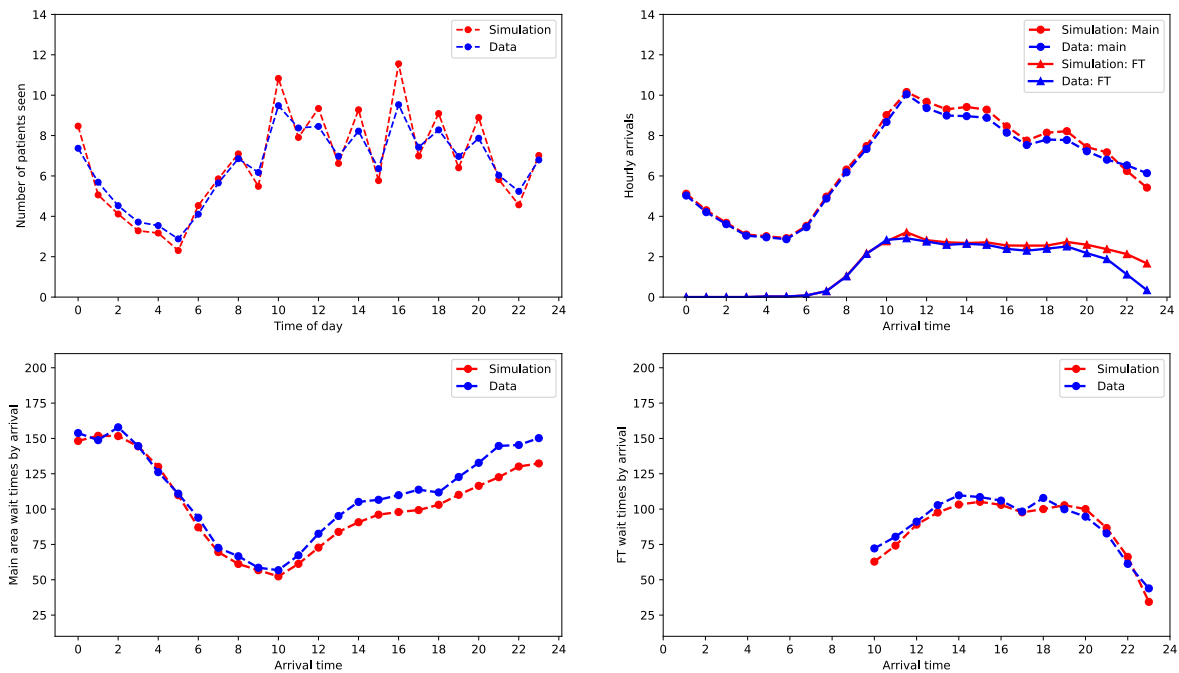 14
12
10
8
6
4
2
0
Number of patients seen
Simulation
Data
0 2 4 6 8 10 12 14 16 18 20 22 24
Time of day
14
12
10
8
6
4
2
0
Hourly arrivals
Simulation: Main
Data: main
Simulation: FT
Data: FT
0 2 4 6 8 10 12 14 16 18 20 22 24
Arrival time
200
175
150
125
100
75
50
25
Main area wait times by arrival
Simulation
Data
0 2 4 6 8 10 12 14 16 18 20 22 24
Arrival time
200
175
150
125
100
75
50
25
FT wait times by arrival
Simulation
Data
10 12 14 16 18 20 22 24
Arrival time